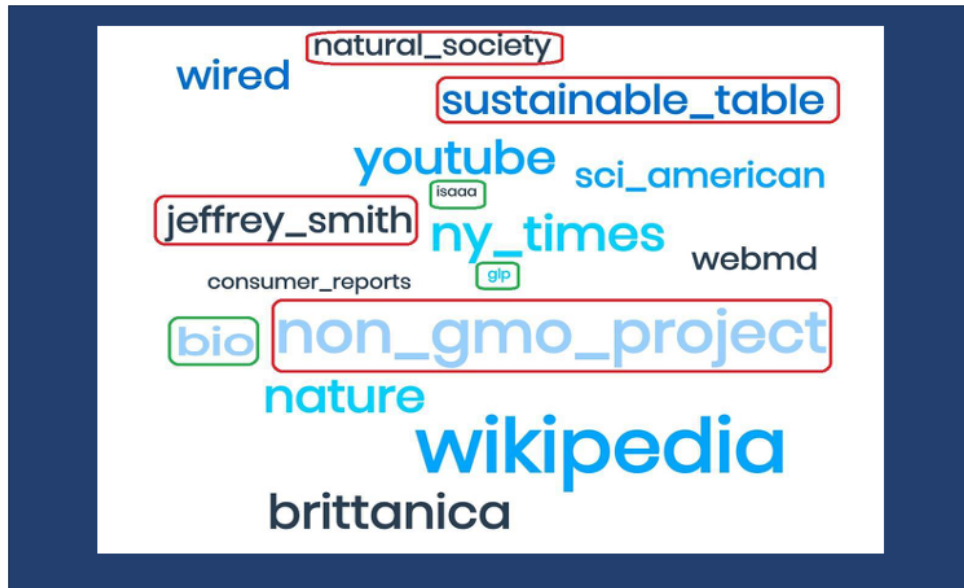 natural_society
wired
sustainable_table
youtube
sci_american
isaaa
jeffrey_smith
ny_times
webmd
glp
consumer_reports
bio
non_gmo_project
nature
wikipedia
brittanica